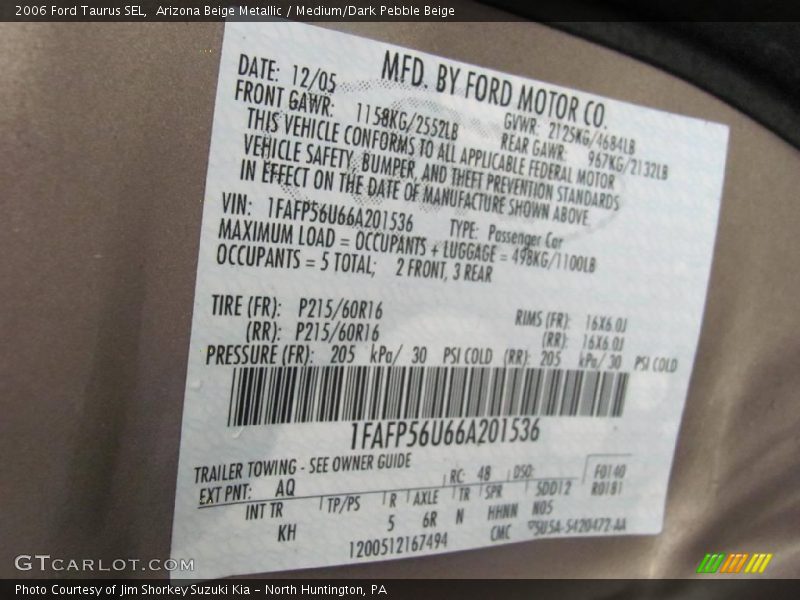 2006 Ford Taurus SEL,  Arizona Beige Metallic / Medium/Dark Pebble Beige
MFD. BY FORD MOTOR CO.
DATE: 12/05
GVWR: 2125KG/4684LB
FRONT GAWR: 1158KG/2552LB
REAR GAWR: 967KG/2132LB
THIS VEHICLE CONFORMS TO ALL APPLICABLE FEDERAL MOTOR
VEHICLE SAFETY, BUMPER, AND THEFT PREVENTION STANDARDS
IN EFFECT ON THE DATE OF MANUFACTURE SHOWN ABOVE
VIN: 1FAFP56U66A201536 TYPE: Passenger Car
MAXIMUM LOAD = OCCUPANTS + LUGGAGE = 498KG/1100LB
OCCUPANTS = 5 TOTAL; 2 FRONT, 3 REAR
TIRE (FR): P215/60R16 RIMS (FR): 16X6.0J
(RR): P215/60R16 (RR): 16X6.0J
PRESSURE (FR): 205 kPa/ 30 PSI COLD (RR): 205 kPa/ 30 PSI COLD
1FAFP56U66A201536
TRAILER TOWING - SEE OWNER GUIDE
EXT PNT: AQ RC: 48 DSO: F0140
R0181
INT TR TP/PS R AXLE TR SPR 5DD12
KH 5 6R N HHNN N05
1200512167494 CMC 5U5A-5420472-AA
GTCARLOT.COM
Photo Courtesy of Jim Shorkey Suzuki Kia – North Huntington, PA